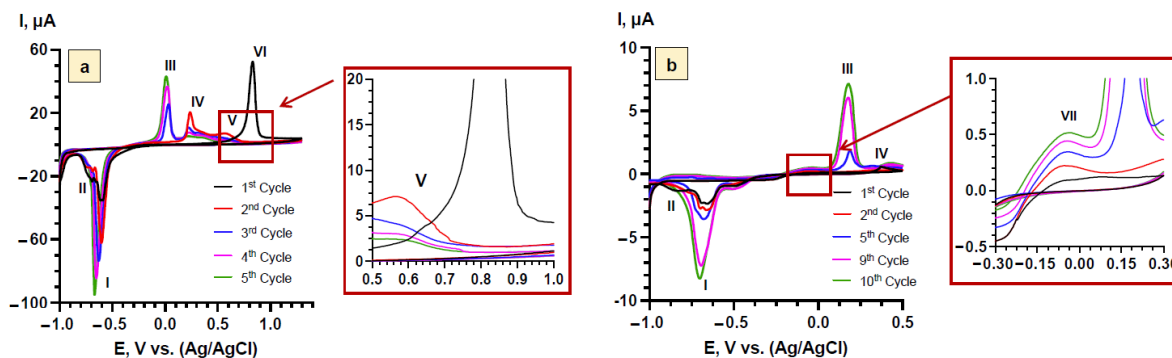 I, µA
a
60
20
−20
−60
−100
−1.0
−0.5
0.0
0.5
1.0
E, V vs. (Ag/AgCl)
I
II
III
IV
V
VI
1st Cycle
2nd Cycle
3rd Cycle
4th Cycle
5th Cycle
20
15
10
5
0
0.5 0.6 0.7 0.8 0.9 1.0
V
I, µA
b
10
5
0
−5
−10
−1.0
−0.5
0.0
0.5
E, V vs. (Ag/AgCl)
I
II
III
IV
1st Cycle
2nd Cycle
5th Cycle
9th Cycle
10th Cycle
1.0
0.5
0.0
−0.5
−0.30 −0.15 0.00 0.15 0.30
VII